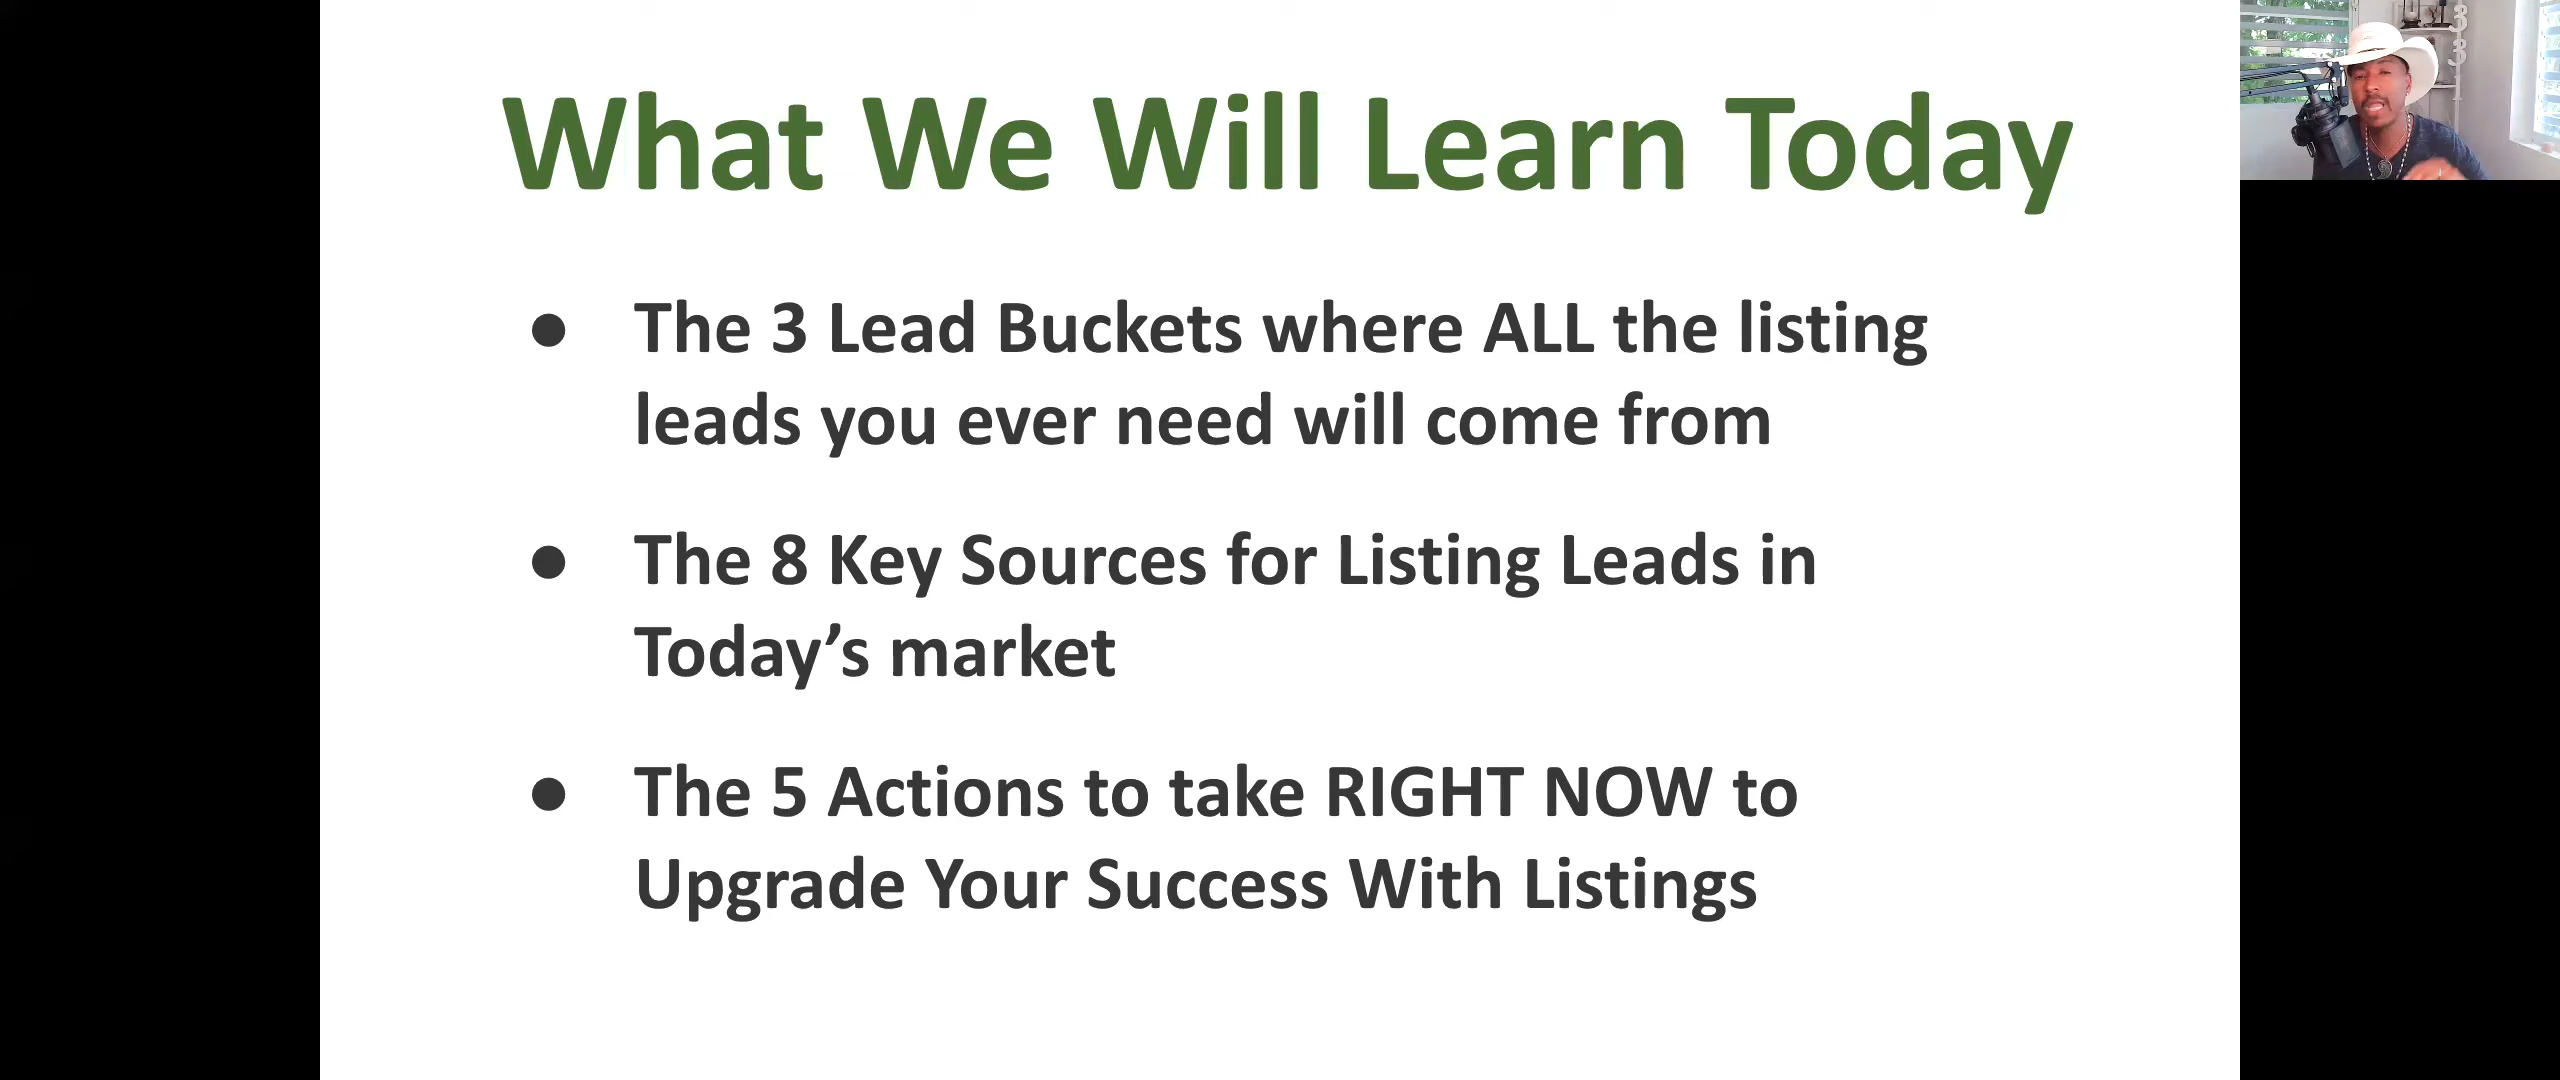 What We Will Learn Today
● The 3 Lead Buckets where ALL the listing
leads you ever need will come from
● The 8 Key Sources for Listing Leads in
Today’s market
● The 5 Actions to take RIGHT NOW to
Upgrade Your Success With Listings